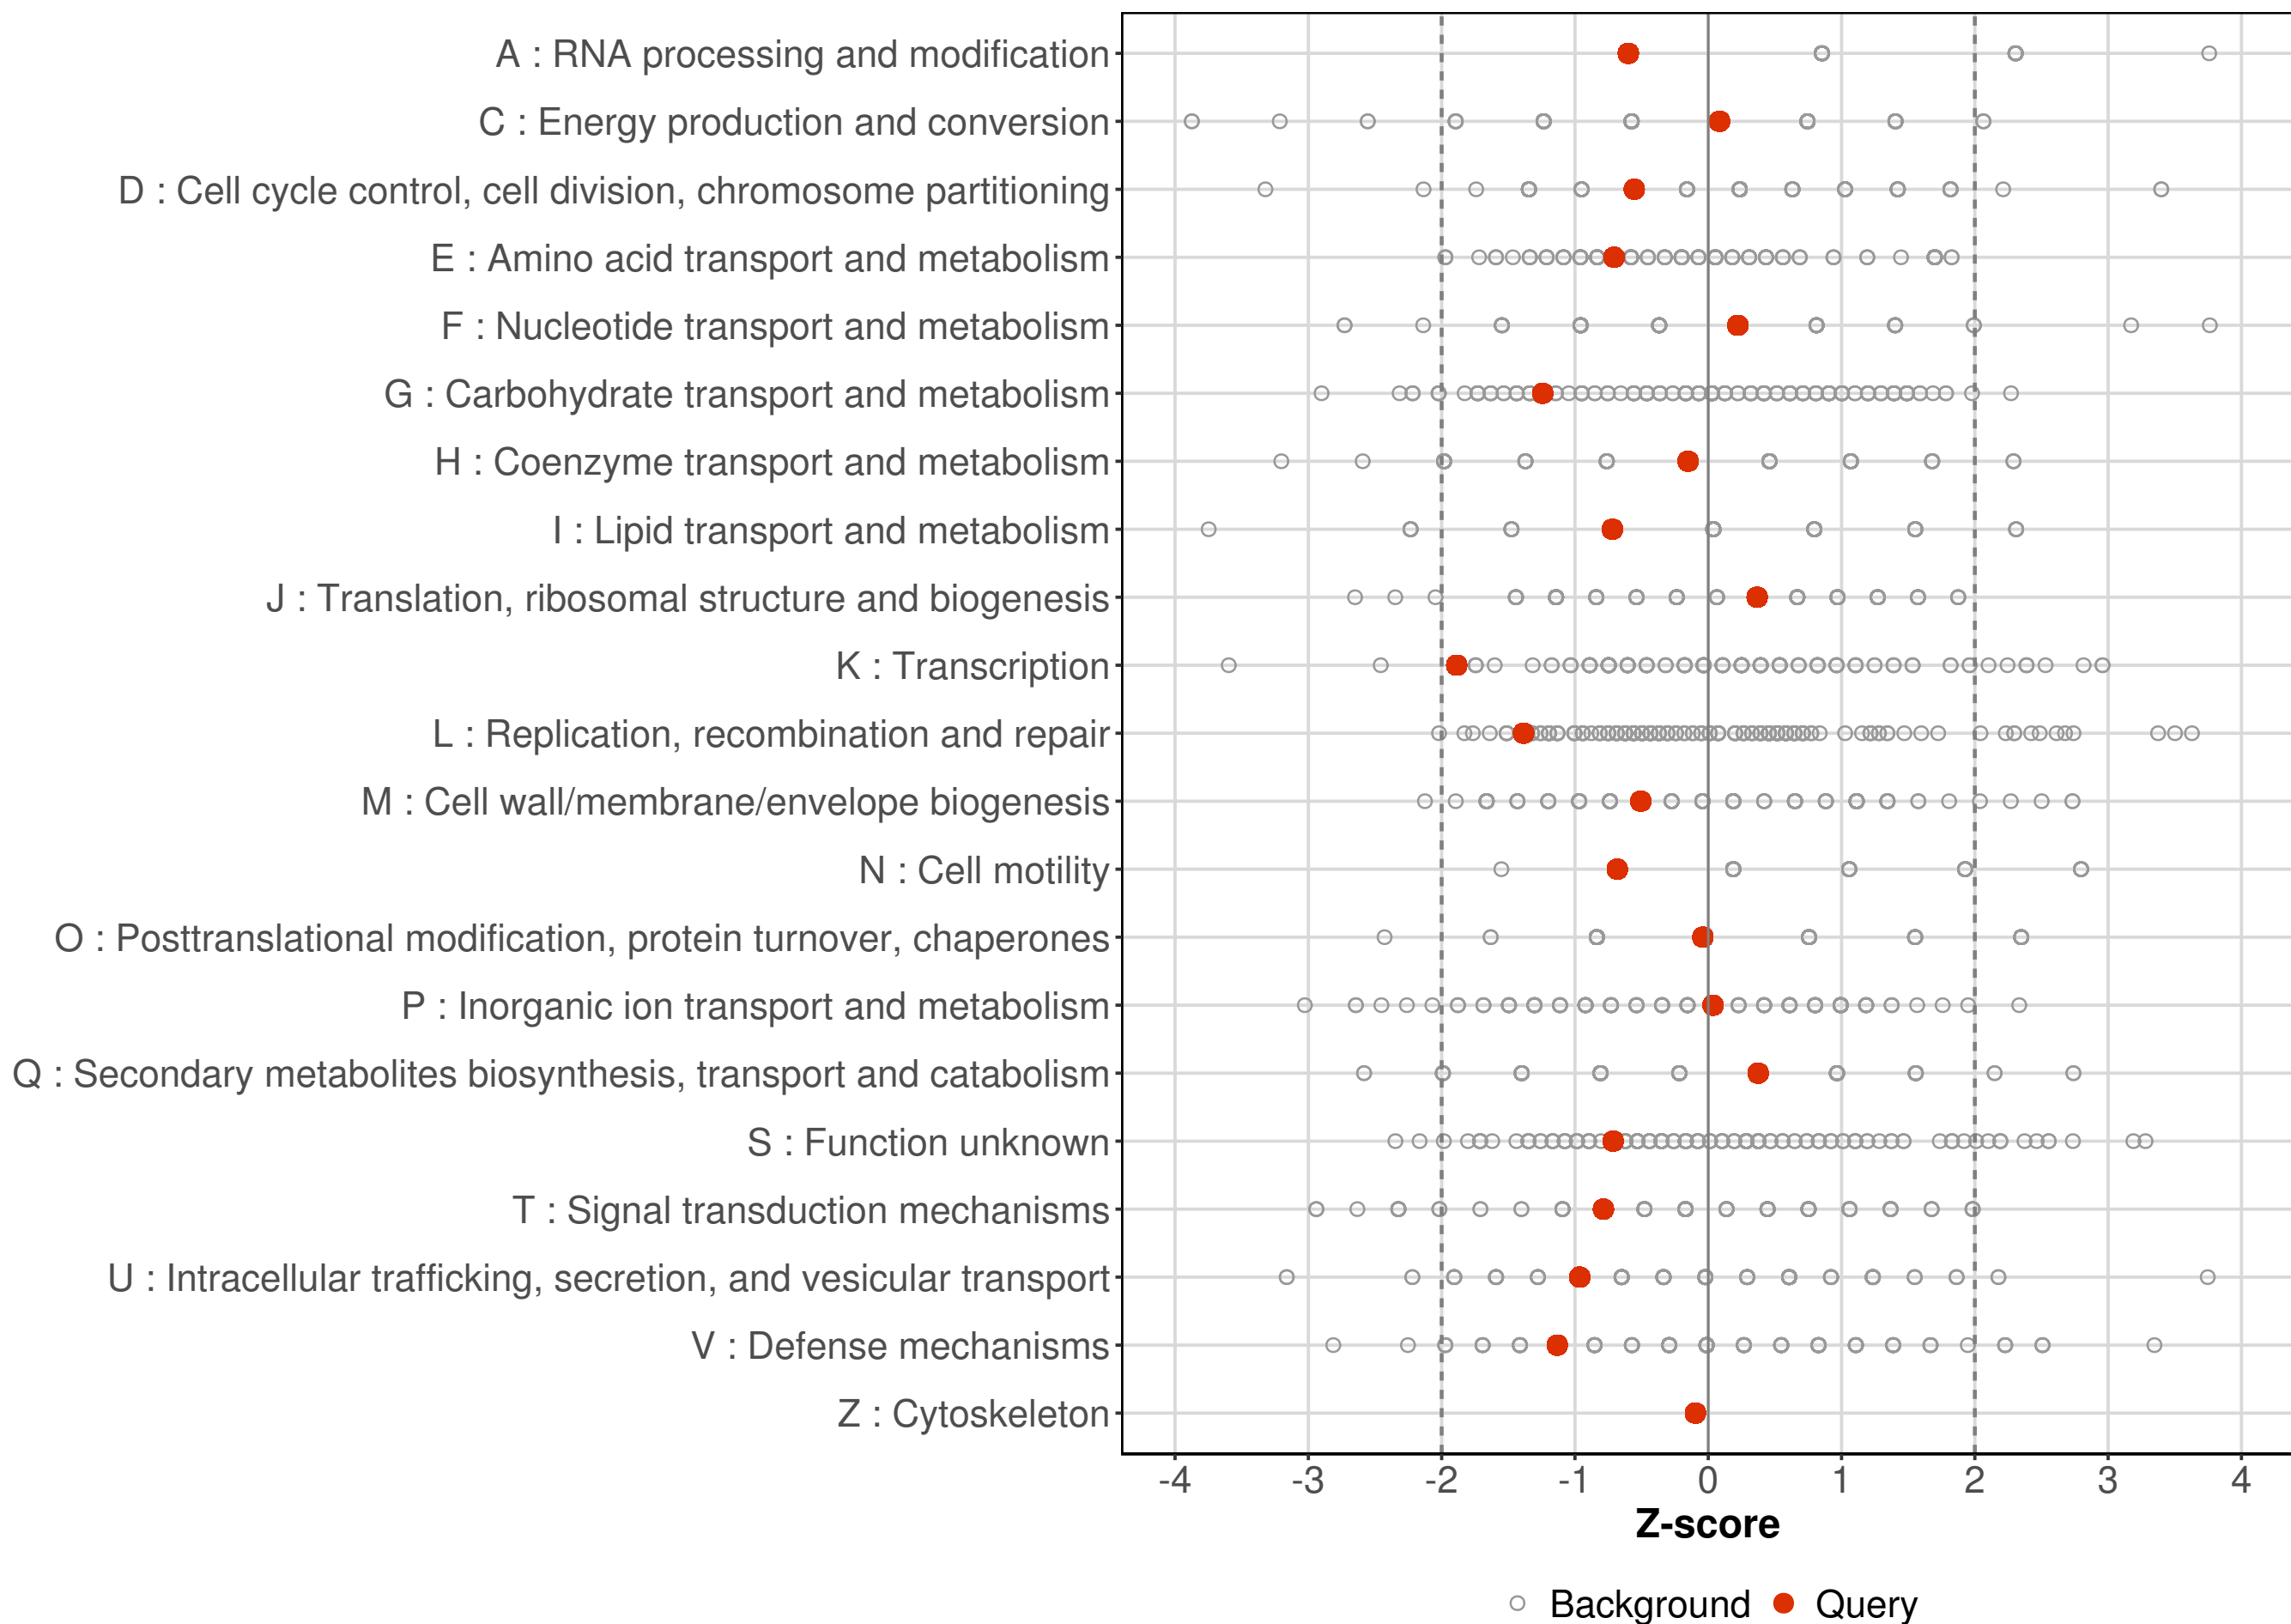 A : RNA processing and modification
C : Energy production and conversion
D : Cell cycle control, cell division, chromosome partitioning
E : Amino acid transport and metabolism
F : Nucleotide transport and metabolism
G : Carbohydrate transport and metabolism
H : Coenzyme transport and metabolism
I : Lipid transport and metabolism
J : Translation, ribosomal structure and biogenesis
K : Transcription
L : Replication, recombination and repair
M : Cell wall/membrane/envelope biogenesis
N : Cell motility
O : Posttranslational modification, protein turnover, chaperones
P : Inorganic ion transport and metabolism
Q : Secondary metabolites biosynthesis, transport and catabolism
S : Function unknown
T : Signal transduction mechanisms
U : Intracellular trafficking, secretion, and vesicular transport
V : Defense mechanisms
Z : Cytoskeleton
-4 -3 -2 -1 0 1 2 3 4
Z-score
Background Query